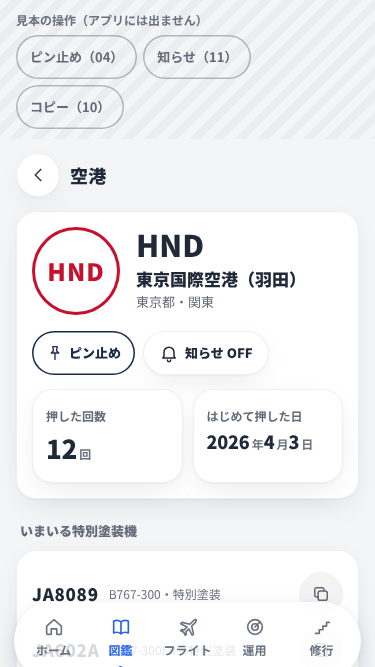 見本の操作（アプリには出ません）
ピン止め（04）
知らせ（11）
コピー（10）
空港
HND
HND
東京国際空港（羽田）
東京都・関東
ピン止め
知らせ OFF
押した回数
12回
はじめて押した日
2026年4月3日
いまいる特別塗装機
JA8089 B767-300・特別塗装
JA602A
ホーム
図鑑
フライト
運用
修行